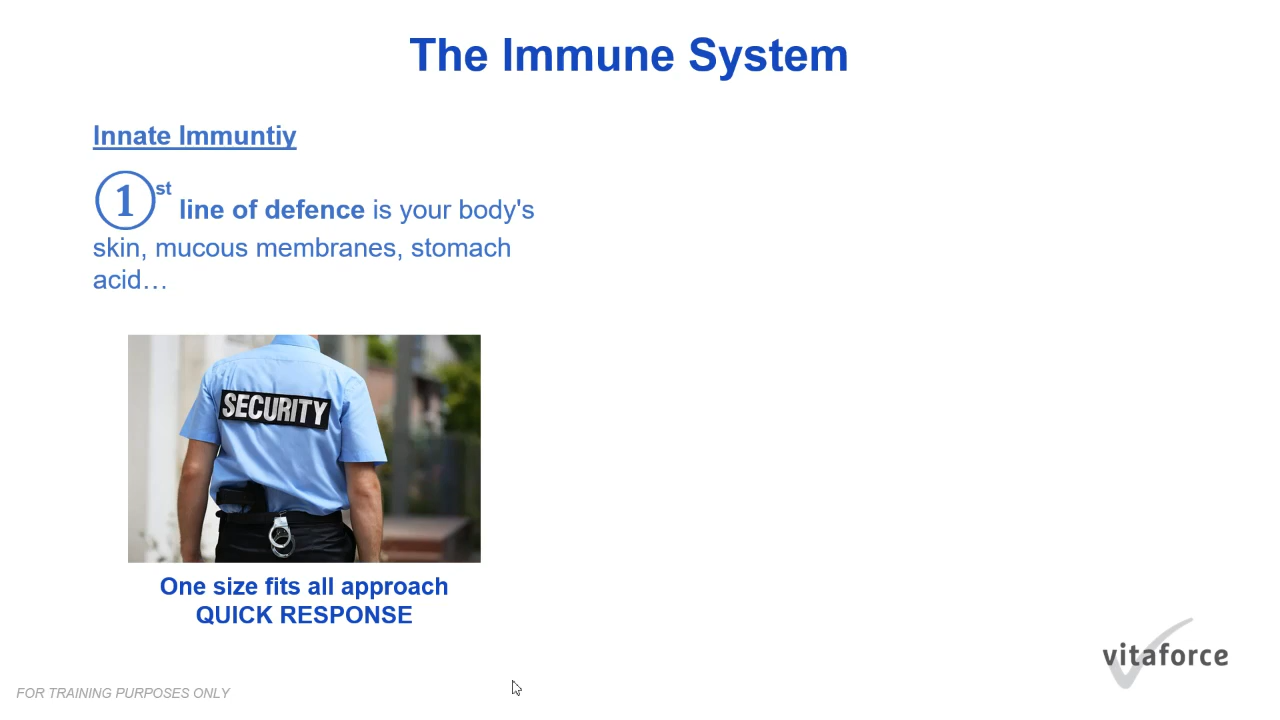 The Immune System
Innate Immuntiy
1st line of defence is your body's
skin, mucous membranes, stomach
acid…
SECURITY
One size fits all approach
QUICK RESPONSE
vitaforce
FOR TRAINING PURPOSES ONLY